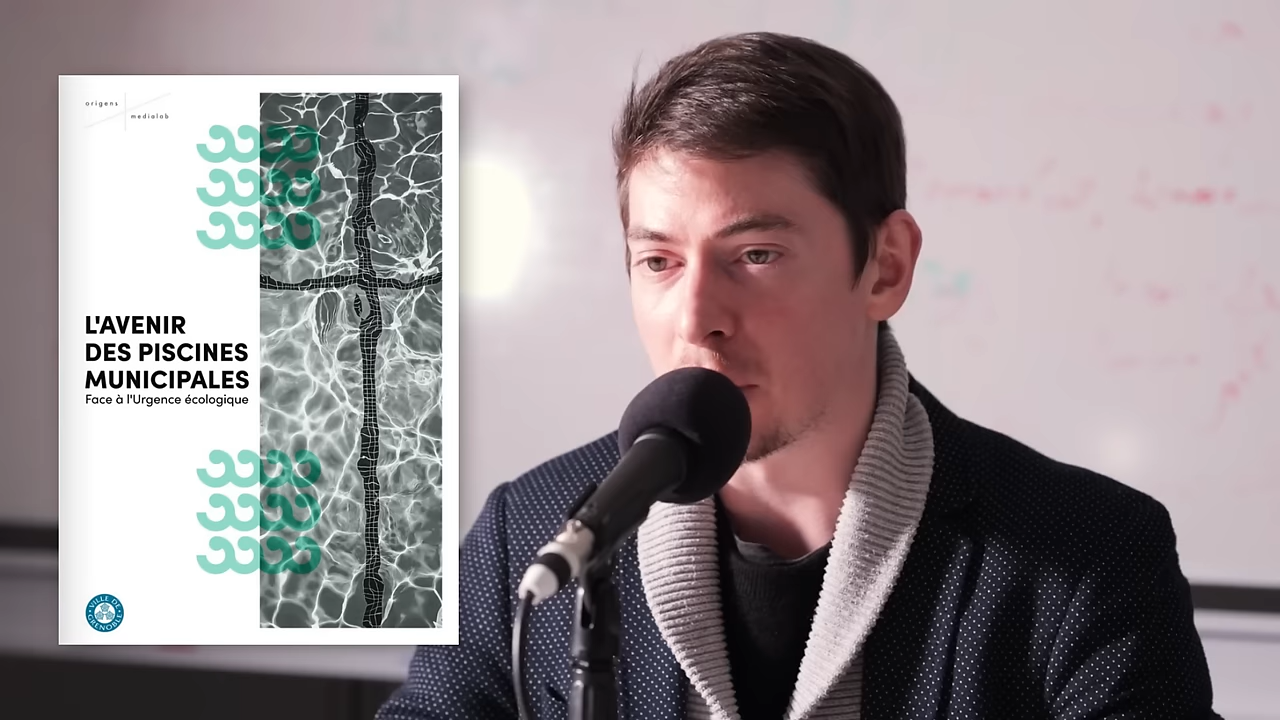 origens
medialab
L'AVENIR
DES PISCINES
MUNICIPALES
Face à l'Urgence écologique
VILLE DE
GRENOBLE